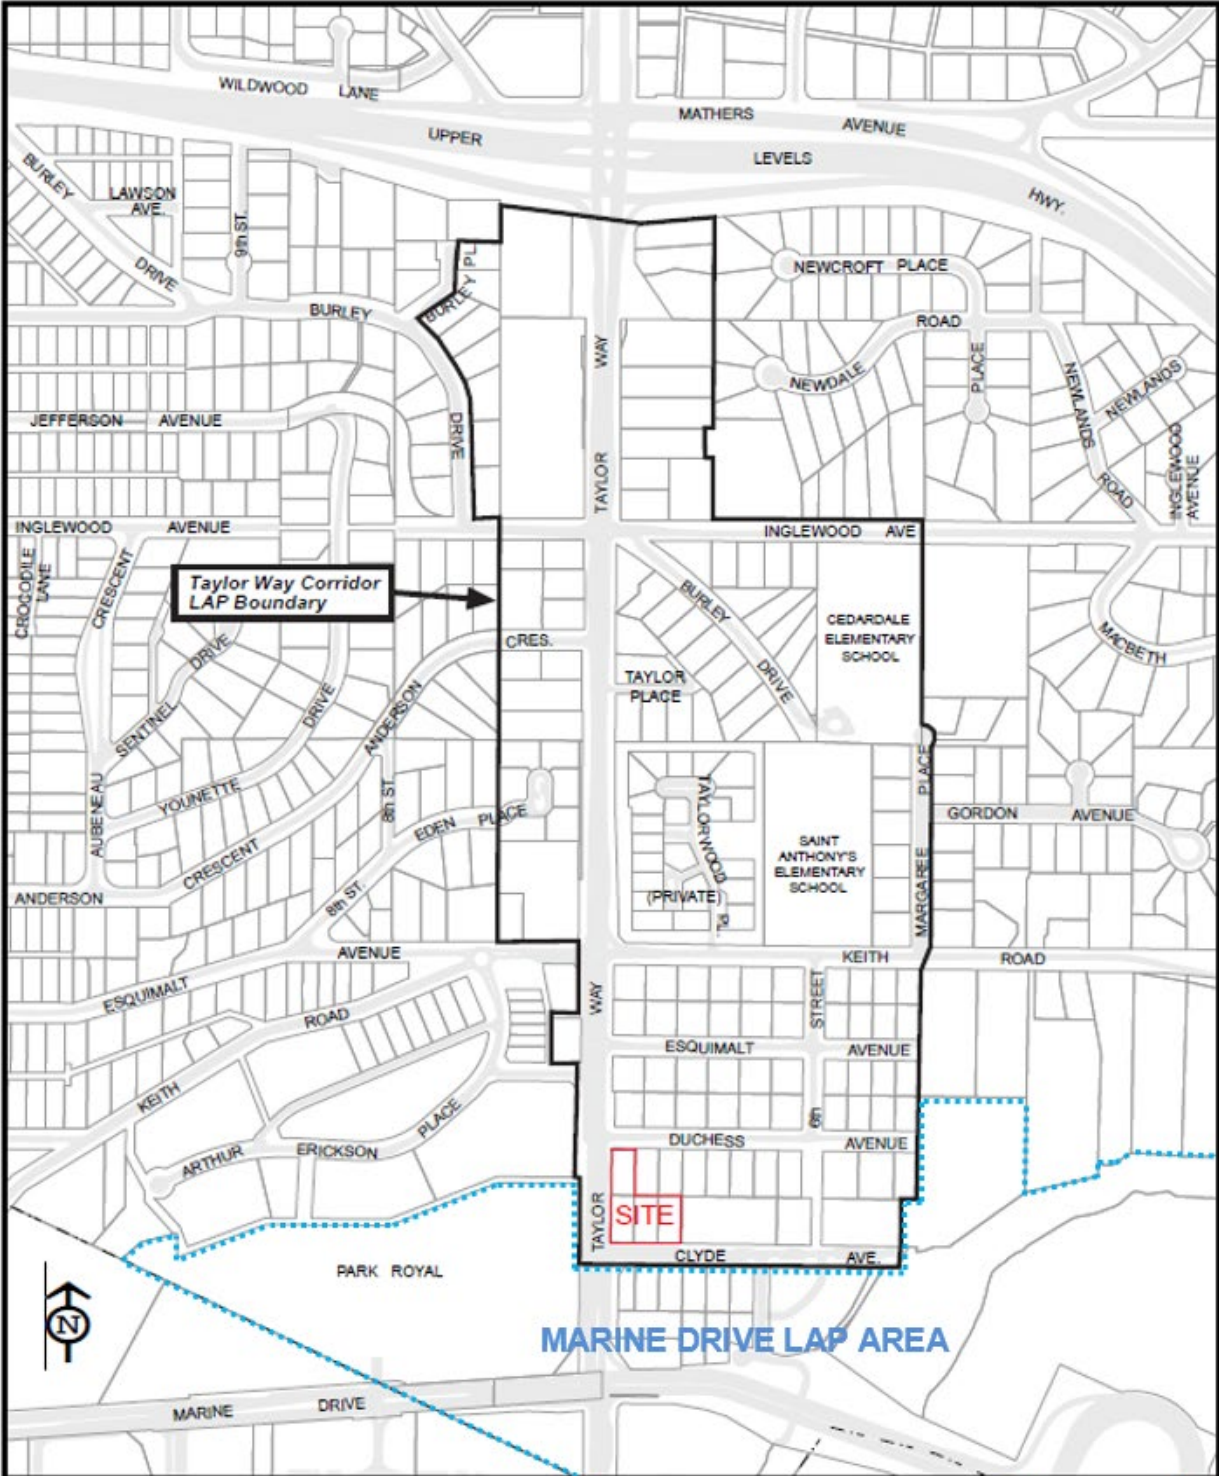 WILDWOOD LANE
MATHERS AVENUE
UPPER LEVELS HWY.
BURLEY DRIVE
LAWSON
AVE.
9th ST.
BURLEY PL.
NEWCROFT PLACE
BURLEY
ROAD
WAY
NEWDALE
PLACE
NEWLANDS
NEWLANDS ROAD
JEFFERSON AVENUE
DRIVE
TAYLOR
INGLEWOOD
AVENUE
INGLEWOOD AVENUE
INGLEWOOD AVE
CROCODILE
LANE
CRESCENT
Taylor Way Corridor
LAP Boundary
BURLEY DRIVE
CEDARDALE
ELEMENTARY
SCHOOL
MACBETH
SENTINEL DRIVE
CRES.
TAYLOR
PLACE
DRIVE
ANDERSON
AUBENEAU
YOUNETTE
8th ST.
EDEN PLACE
TAYLORWOOD
PLACE
GORDON AVENUE
CRESCENT
SAINT
ANTHONY'S
ELEMENTARY
SCHOOL
ANDERSON
8th ST.
(PRIVATE)
PL.
MARGAREE
AVENUE
KEITH ROAD
ESQUIMALT
WAY
STREET
ROAD
ESQUIMALT AVENUE
KEITH
PLACE
6th
DUCHESS AVENUE
ARTHUR ERICKSON
TAYLOR
SITE
CLYDE AVE.
PARK ROYAL
N
MARINE DRIVE LAP AREA
MARINE DRIVE